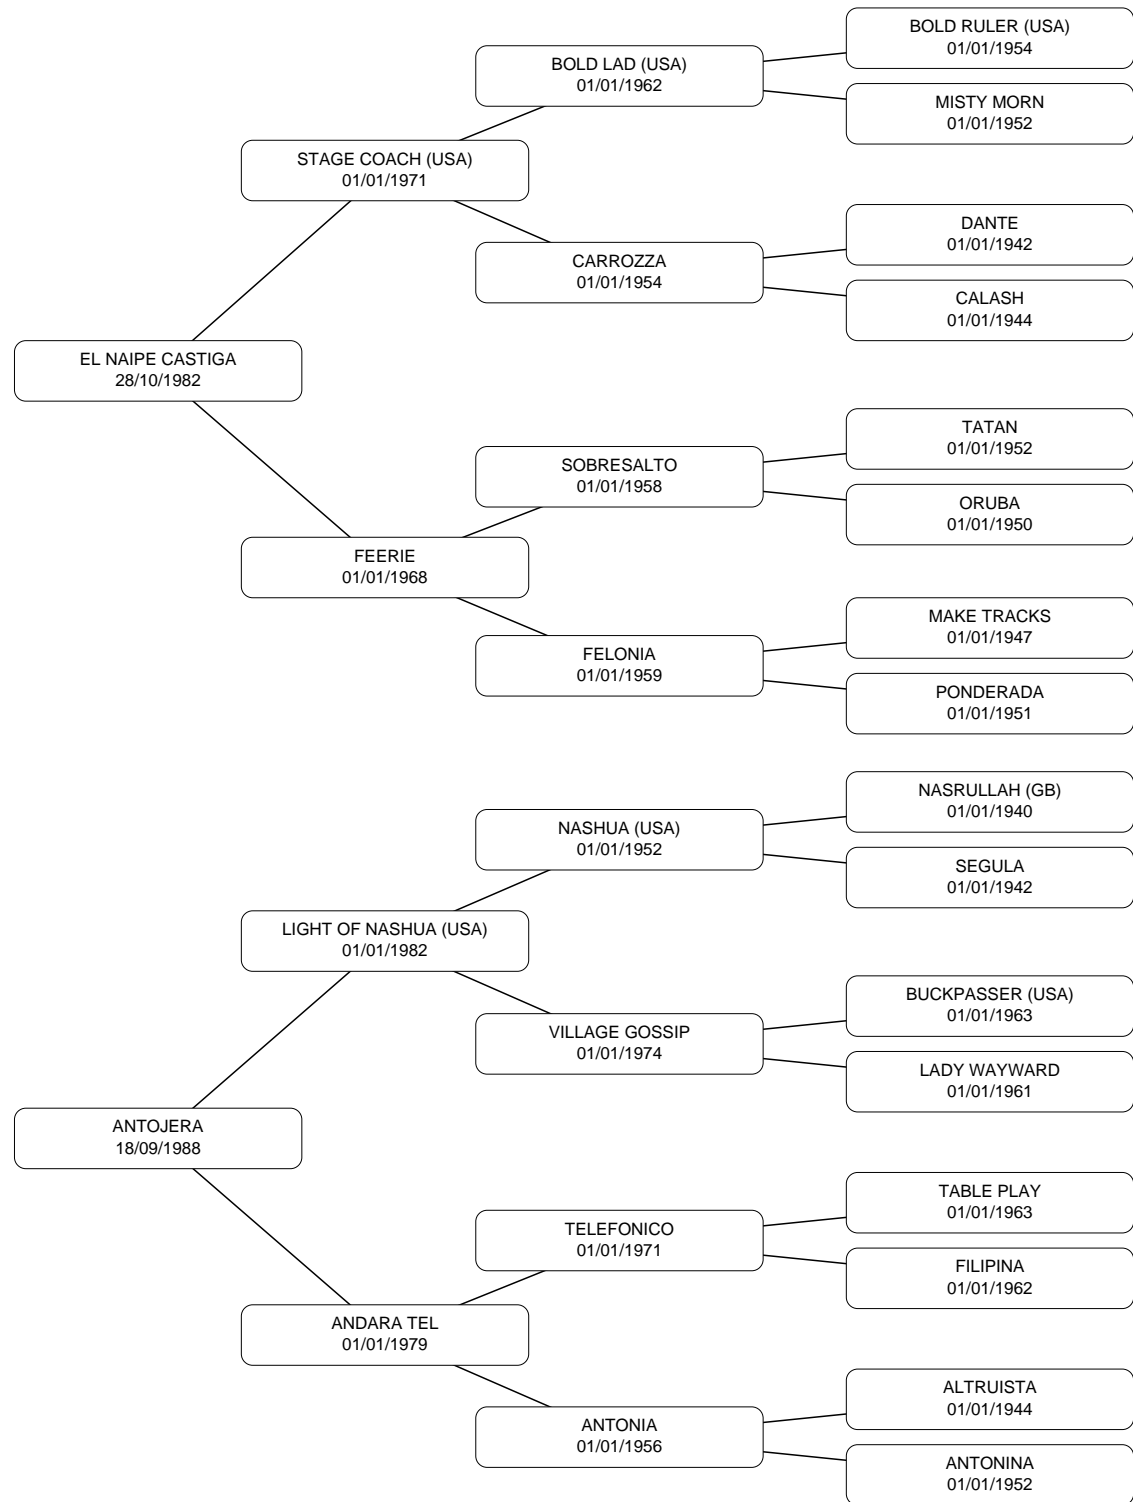 BOLD RULER (USA)
01/01/1954
BOLD LAD (USA)
01/01/1962
MISTY MORN
01/01/1952
STAGE COACH (USA)
01/01/1971
DANTE
01/01/1942
CARROZZA
01/01/1954
CALASH
01/01/1944
EL NAIPE CASTIGA
28/10/1982
TATAN
01/01/1952
SOBRESALTO
01/01/1958
ORUBA
01/01/1950
FEERIE
01/01/1968
MAKE TRACKS
01/01/1947
FELONIA
01/01/1959
PONDERADA
01/01/1951
NASRULLAH (GB)
01/01/1940
NASHUA (USA)
01/01/1952
SEGULA
01/01/1942
LIGHT OF NASHUA (USA)
01/01/1982
BUCKPASSER (USA)
01/01/1963
VILLAGE GOSSIP
01/01/1974
LADY WAYWARD
01/01/1961
ANTOJERA
18/09/1988
TABLE PLAY
01/01/1963
TELEFONICO
01/01/1971
FILIPINA
01/01/1962
ANDARA TEL
01/01/1979
ALTRUISTA
01/01/1944
ANTONIA
01/01/1956
ANTONINA
01/01/1952